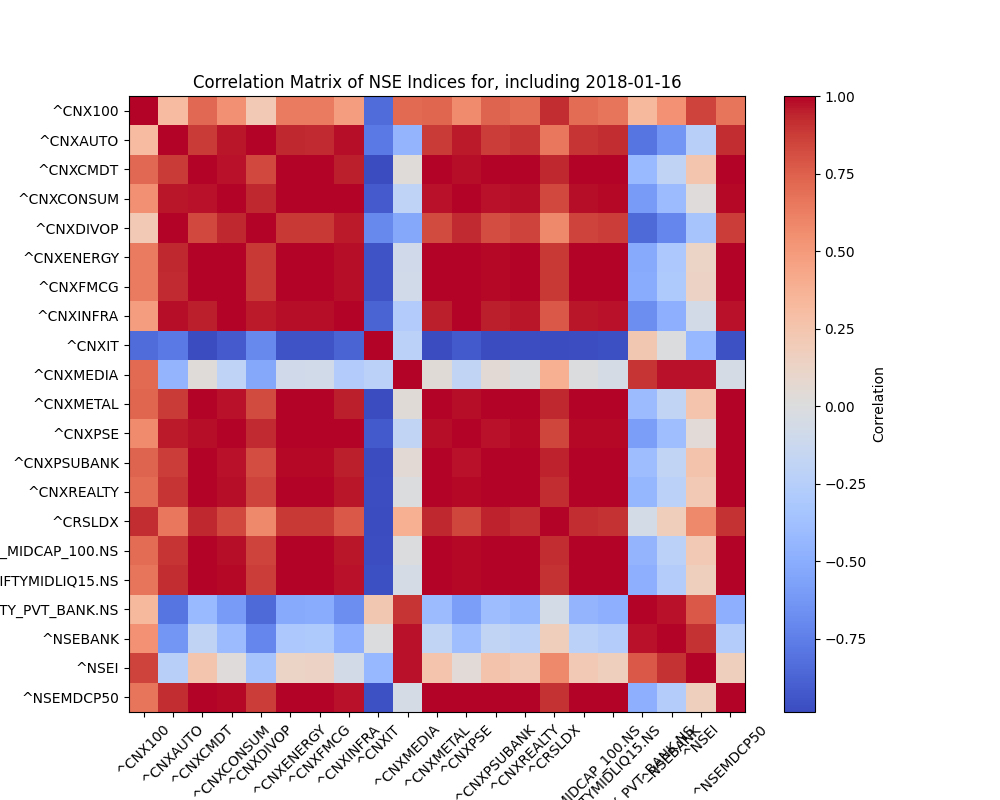 Correlation Matrix of NSE Indices for, including 2018-01-16
^CNX100
^CNXAUTO
^CNXCMDT
^CNXCONSUM
^CNXDIVOP
^CNXENERGY
^CNXFMCG
^CNXINFRA
^CNXIT
^CNXMEDIA
^CNXMETAL
^CNXPSE
^CNXPSUBANK
^CNXREALTY
^CRSLDX
_MIDCAP_100.NS
IFTYMIDLIQ15.NS
TY_PVT_BANK.NS
^NSEBANK
^NSEI
^NSEMDCP50
^CNX100
^CNXAUTO
^CNXCMDT
^CNXCONSUM
^CNXDIVOP
^CNXENERGY
^CNXFMCG
^CNXINFRA
^CNXIT
^CNXMEDIA
^CNXMETAL
^CNXPSE
^CNXPSUBANK
^CNXREALTY
^CRSLDX
MIDCAP_100.NS
TYMIDLIQ15.NS
_PVT_BANK.NS
^NSEBANK
^NSEI
^NSEMDCP50
1.00
0.75
0.50
0.25
0.00
−0.25
−0.50
−0.75
Correlation